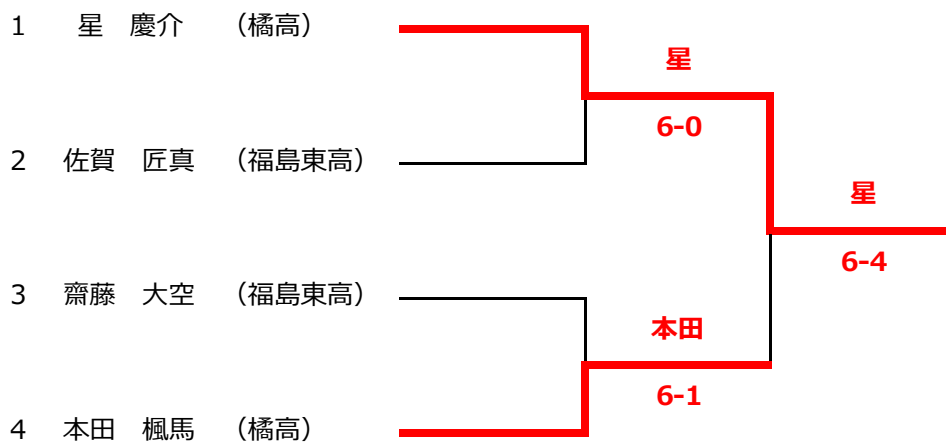 1 星 慶介 （橘高）
星
6-0
2 佐賀 匠真 （福島東高）
星
6-4
3 齋藤 大空 （福島東高）
本田
6-1
4 本田 楓馬 （橘高）